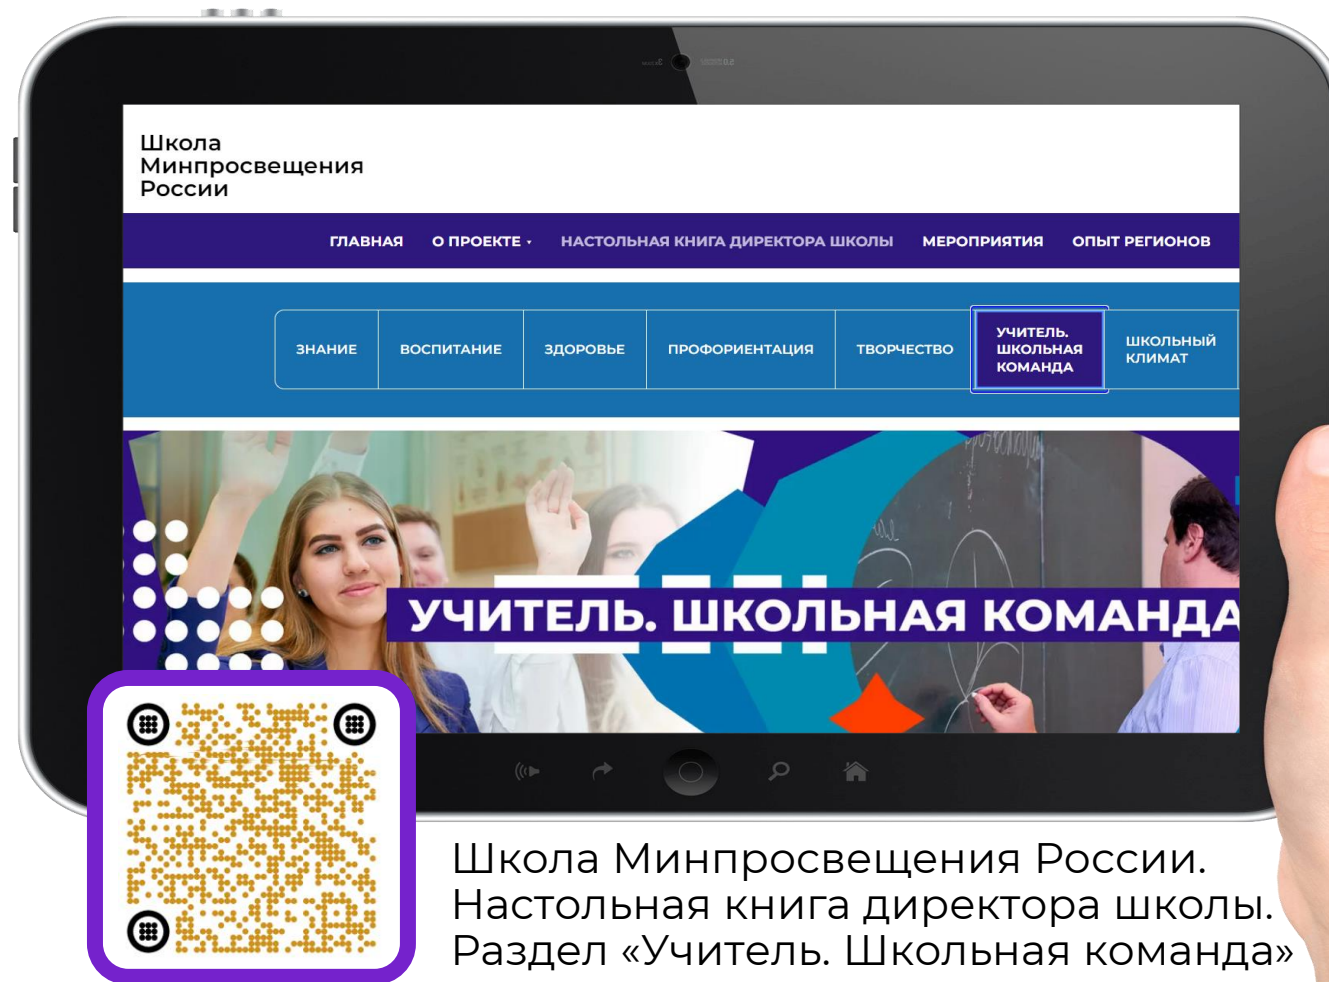 Школа
Минпросвещения
России
ГЛАВНАЯ О ПРОЕКТЕ НАСТОЛЬНАЯ КНИГА ДИРЕКТОРА ШКОЛЫ МЕРОПРИЯТИЯ ОПЫТ РЕГИОНОВ
ЗНАНИЕ
ВОСПИТАНИЕ
ЗДОРОВЬЕ
ПРОФОРИЕНТАЦИЯ
ТВОРЧЕСТВО
УЧИТЕЛЬ.
ШКОЛЬНАЯ
КОМАНДА
ШКОЛЬНЫЙ
КЛИМАТ
УЧИТЕЛЬ. ШКОЛЬНАЯ КОМАНДА
Школа Минпросвещения России.
Настольная книга директора школы.
Раздел «Учитель. Школьная команда»